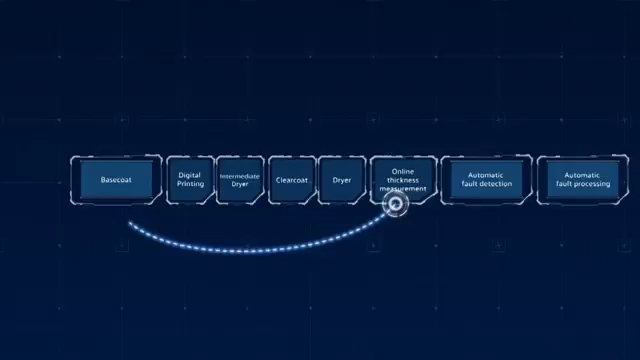 Basecoat
Digital
Printing
Intermediate
Dryer
Clearcoat
Dryer
Online
thickness
measurement
Automatic
fault detection
Automatic
fault processing